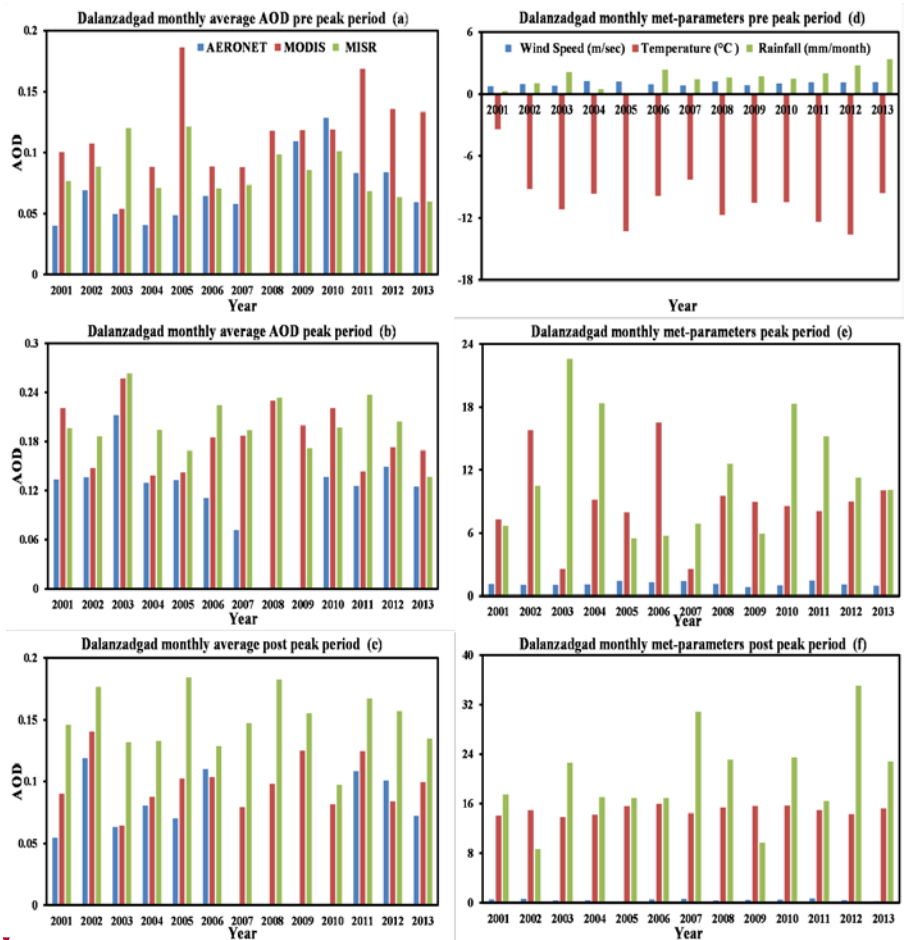 Dalanzadgad monthly average AOD pre peak period (a)
AERONET MODIS MISR
0.2
0.15
0.1
0.05
0
AOD
2001 2002 2003 2004 2005 2006 2007 2008 2009 2010 2011 2012 2013
Year
Dalanzadgad monthly met-parameters pre peak period (d)
Wind Speed (m/sec) Temperature (°C ) Rainfall (mm/month)
6
0
-6
-12
-18
2001 2002 2003 2004 2005 2006 2007 2008 2009 2010 2011 2012 2013
Year
Dalanzadgad monthly average AOD peak period (b)
0.3
0.24
0.18
0.12
0.06
0
AOD
2001 2002 2003 2004 2005 2006 2007 2008 2009 2010 2011 2012 2013
Year
Dalanzadgad monthly met-parameters peak period (e)
24
18
12
6
0
2001 2002 2003 2004 2005 2006 2007 2008 2009 2010 2011 2012 2013
Year
Dalanzadgad monthly average post peak period (c)
0.2
0.15
0.1
0.05
0
AOD
2001 2002 2003 2004 2005 2006 2007 2008 2009 2010 2011 2012 2013
Year
Dalanzadgad monthly met-parameters post peak period (f)
40
32
24
16
8
0
2001 2002 2003 2004 2005 2006 2007 2008 2009 2010 2011 2012 2013
Year